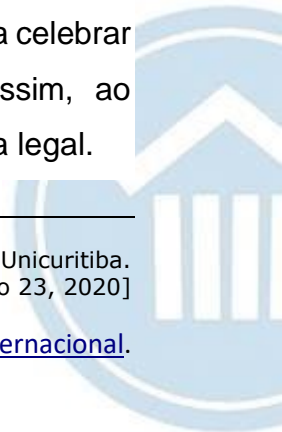 a celebrar
ssim, ao
a legal.
Unicuritiba.
o 23, 2020]
ernacional.